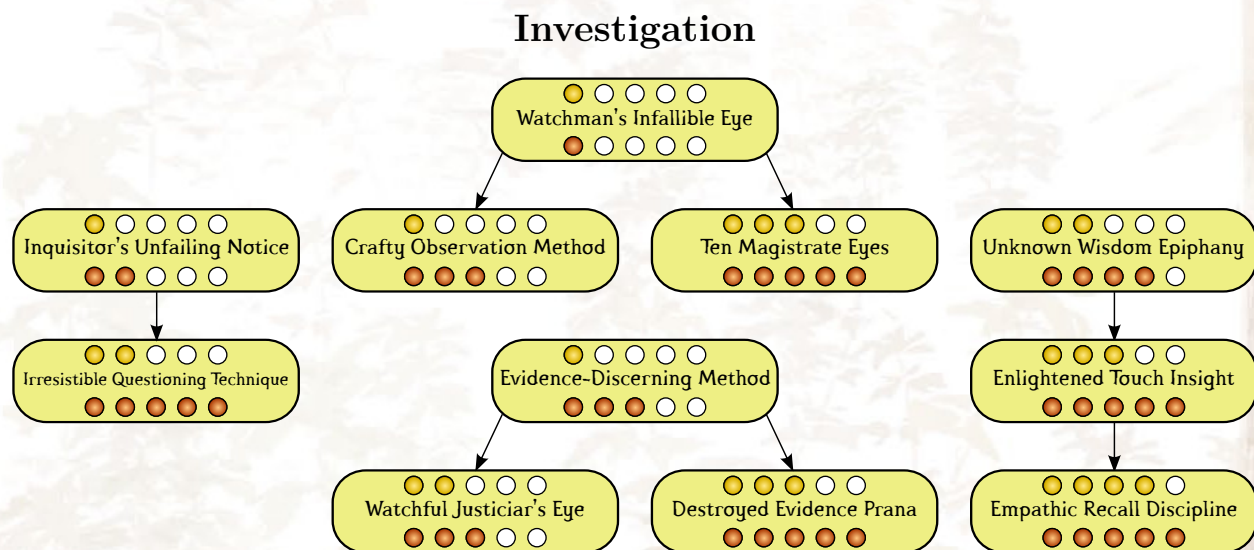 Investigation
Watchman's Infallible Eye
Inquisitor's Unfailing Notice
Crafty Observation Method
Ten Magistrate Eyes
Unknown Wisdom Epiphany
Irresistible Questioning Technique
Evidence-Discerning Method
Enlightened Touch Insight
Watchful Justiciar's Eye
Destroyed Evidence Prana
Empathic Recall Discipline